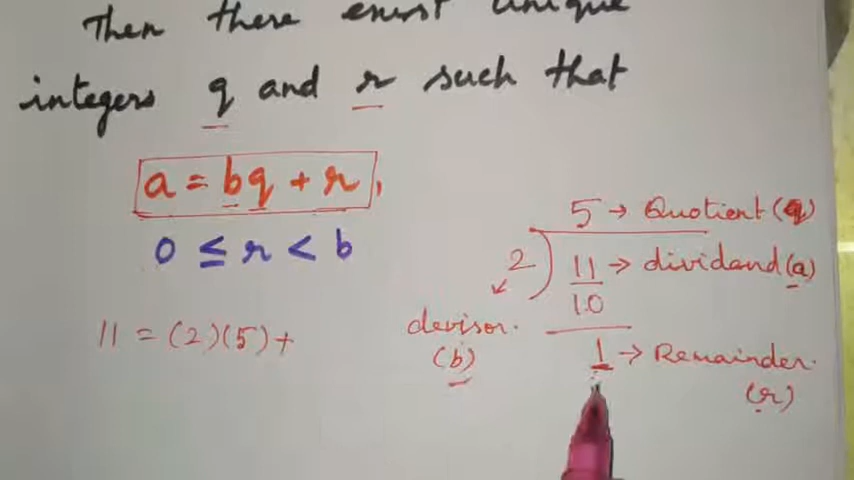 Then there exist unique
integers q and r such that
a = bq + r,
0 ≤ r < b
5 → Quotient (q)
2 ) 11 → dividand (a)
10
devisor.
(b)
1 → Remainder.
(r)
11 = (2)(5) +